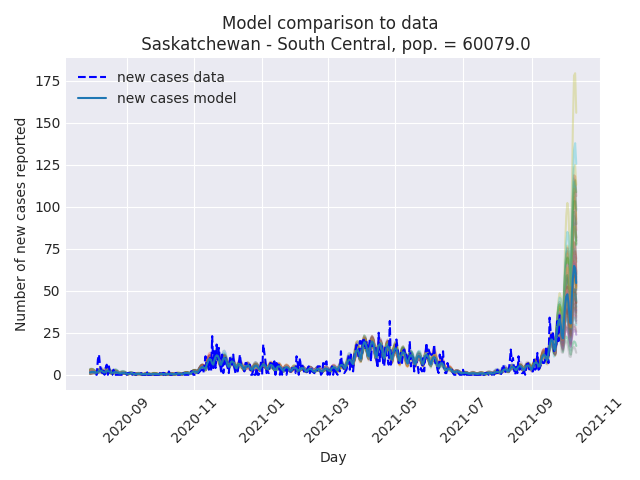 Model comparison to data
Saskatchewan - South Central, pop. = 60079.0
new cases data
new cases model
Number of new cases reported
175
150
125
100
75
50
25
0
2020-09
2020-11
2021-01
2021-03
2021-05
2021-07
2021-09
2021-11
Day